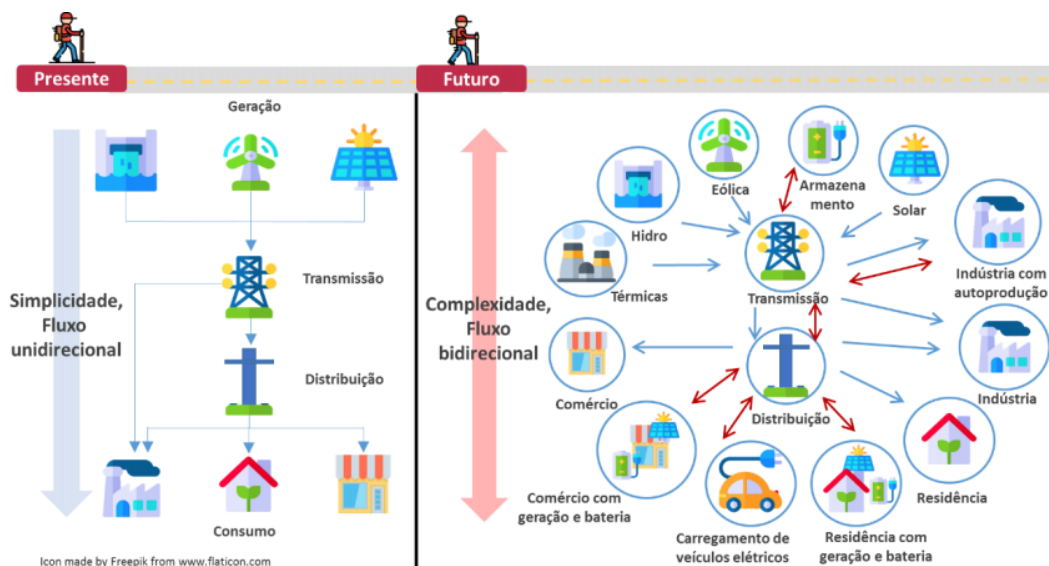 Presente
Geração
Simplicidade,
Fluxo
unidirecional
Transmissão
Distribuição
Consumo
Icon made by Freepik from www.flaticon.com
Futuro
Complexidade,
Fluxo
bidirecional
Eólica
Armazena
mento
Solar
Hidro
Térmicas
Transmissão
Indústria com
autoprodução
Indústria
Comércio
Distribuição
Residência
Comércio com
geração e bateria
Carregamento de
veículos elétricos
Residência com
geração e bateria